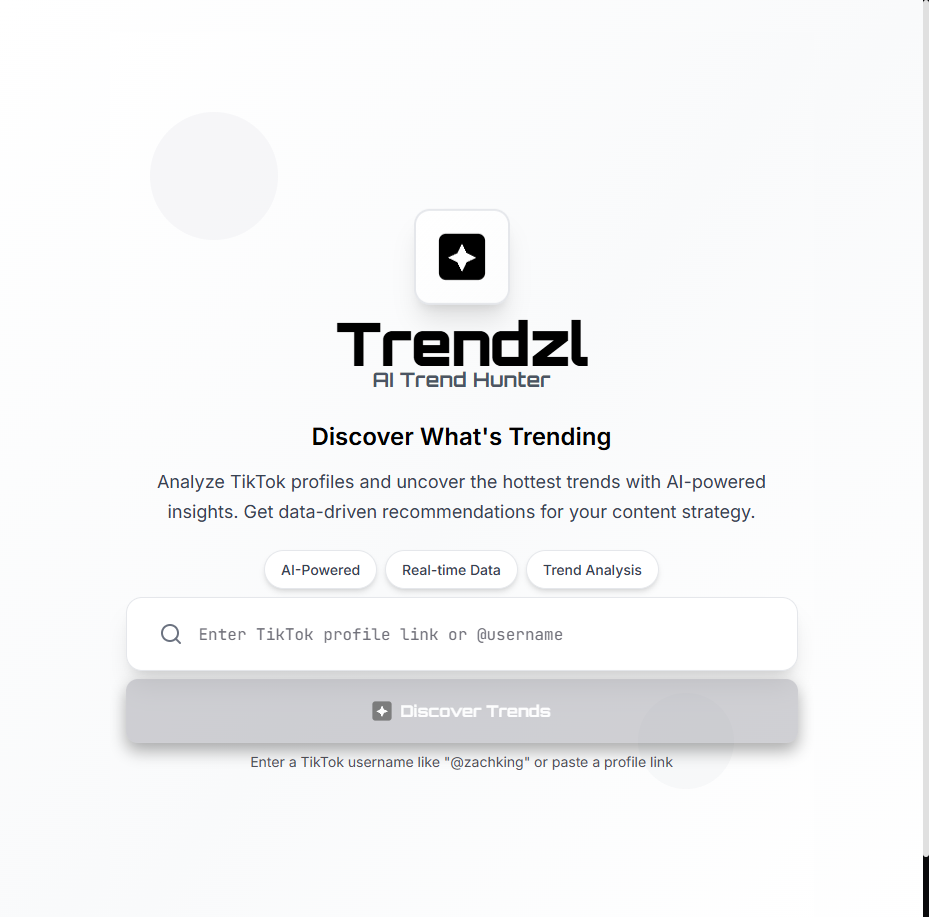 Trendzl
AI Trend Hunter
Discover What's Trending
Analyze TikTok profiles and uncover the hottest trends with AI-powered
insights. Get data-driven recommendations for your content strategy.
AI-Powered Real-time Data Trend Analysis
Enter TikTok profile link or @username
Discover Trends
Enter a TikTok username like "@zachking" or paste a profile link